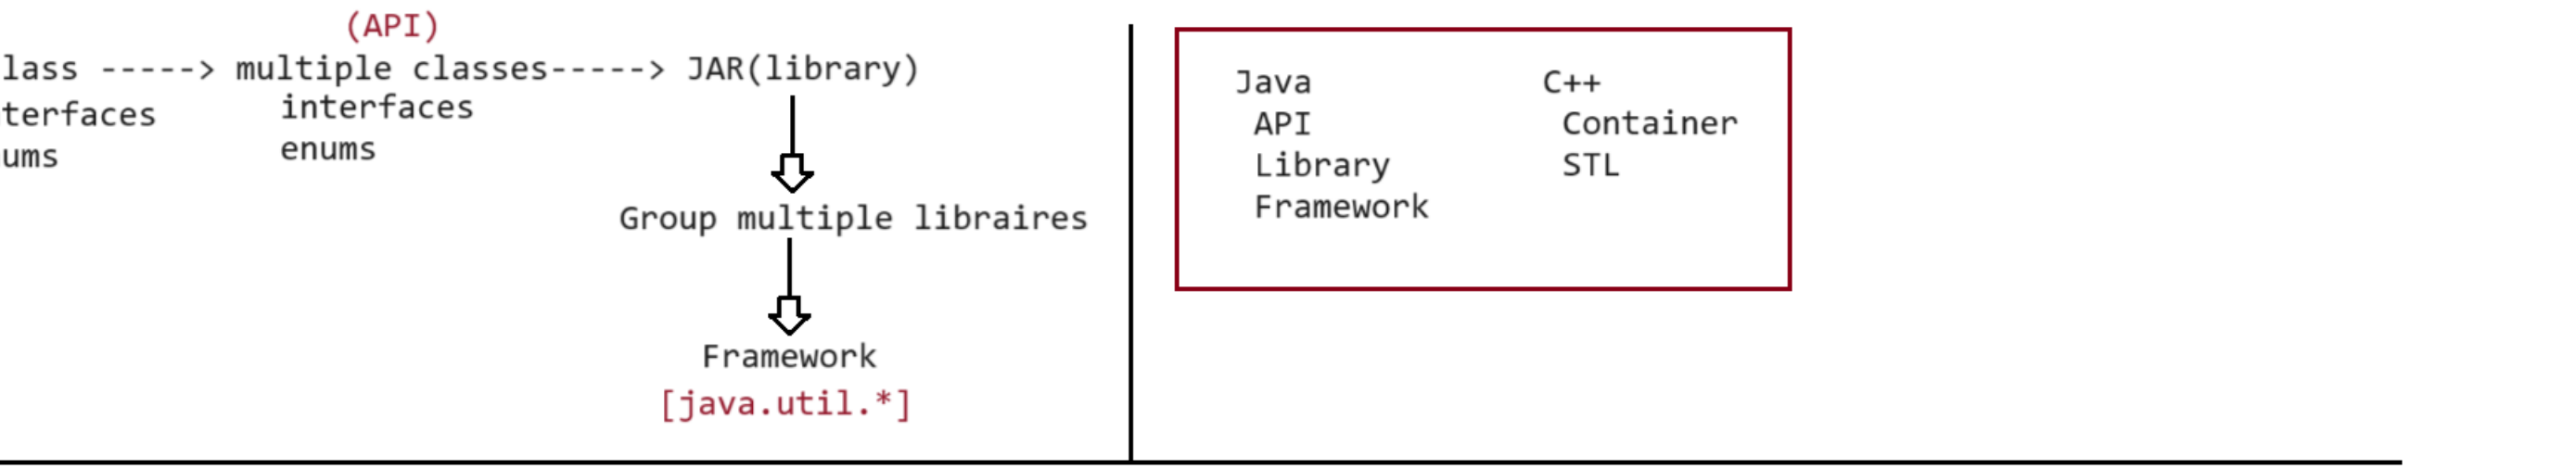 (API)
lass -----> multiple classes-----> JAR(library)
terfaces interfaces
ums enums
Group multiple libraires
Framework
[java.util.*]
Java C++
API Container
Library STL
Framework